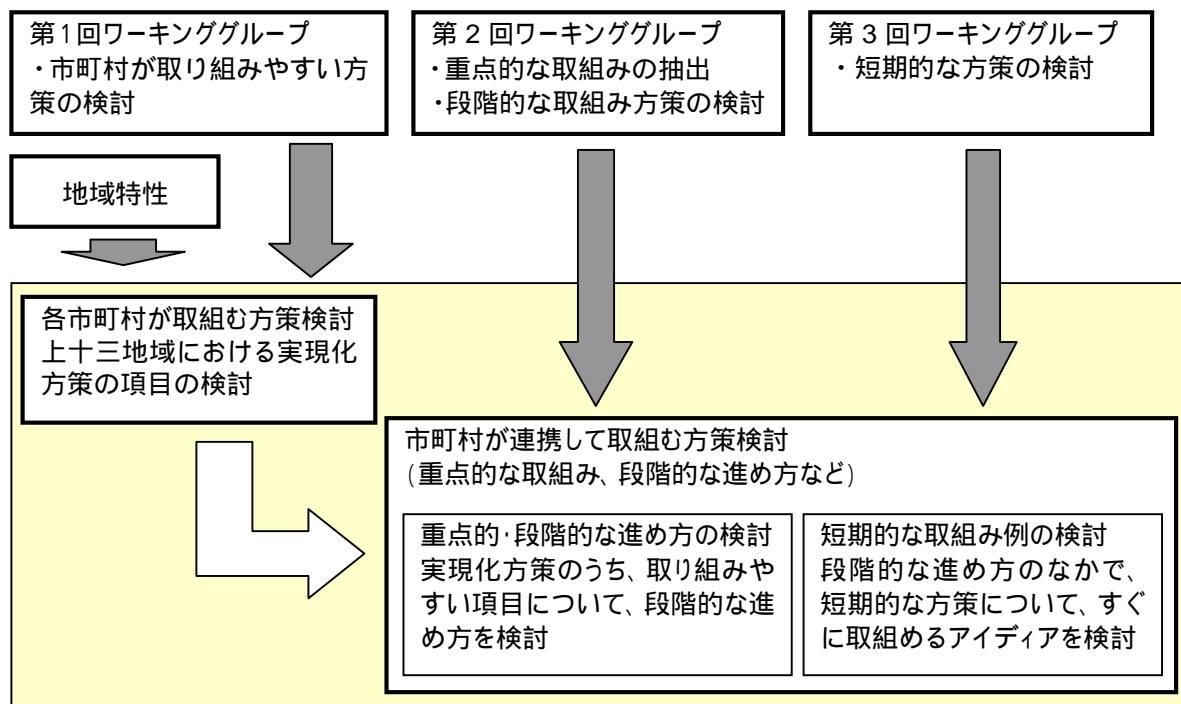 第1回ワーキンググループ
・市町村が取り組みやすい方
策の検討
第2回ワーキンググループ
・重点的な取組みの抽出
・段階的な取組み方策の検討
第3回ワーキンググループ
・短期的な方策の検討
地域特性
各市町村が取組む方策検討
上十三地域における実現化
方策の項目の検討
市町村が連携して取組む方策検討
(重点的な取組み、段階的な進め方など)
重点的・段階的な進め方の検討
実現化方策のうち、取り組みや
すい項目について、段階的な進
め方を検討
短期的な取組み例の検討
段階的な進め方のなかで、
短期的な方策について、すぐ
に取組めるアイディアを検討